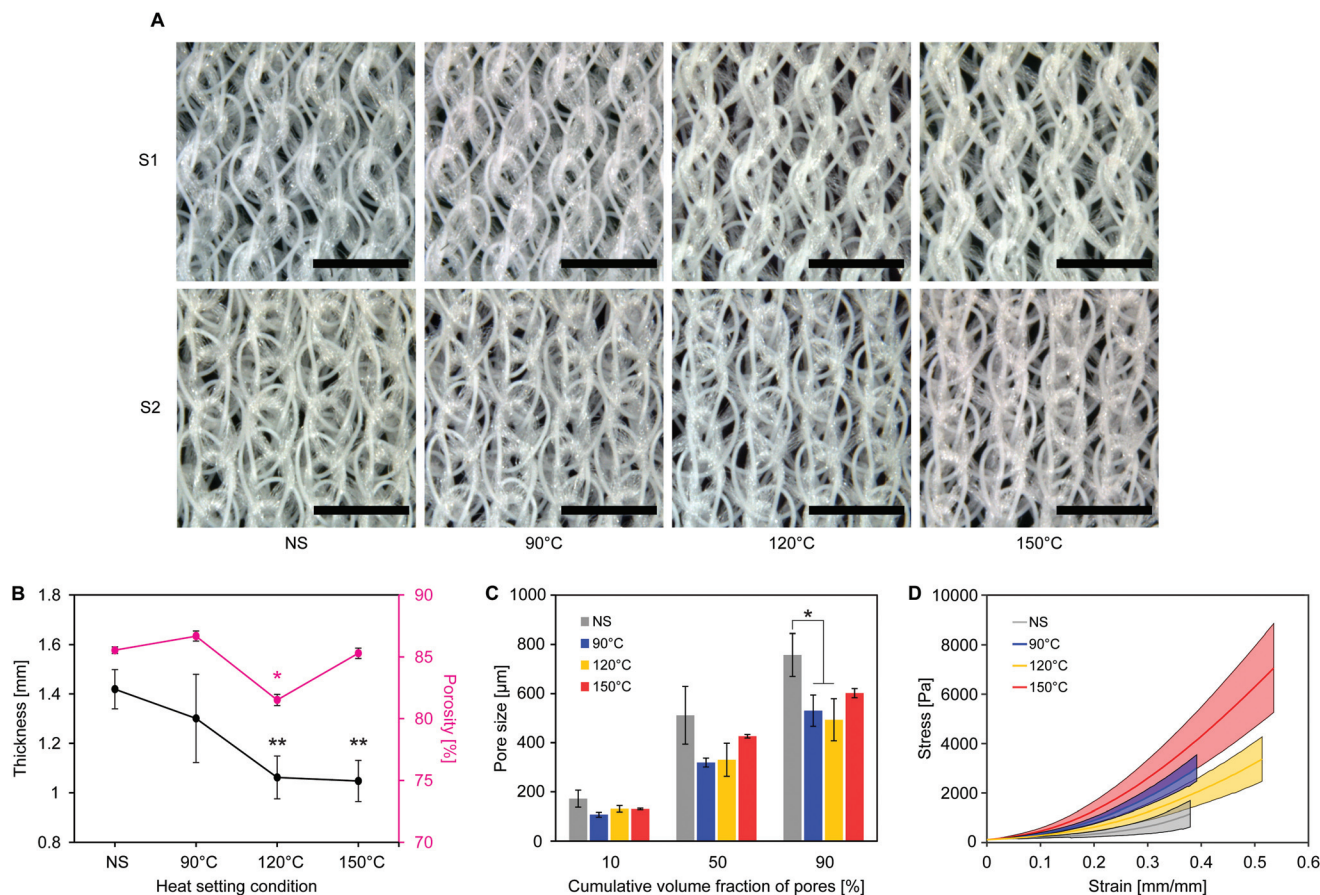 A
S1
S2
NS 90°C 120°C 150°C
B
Thickness [mm]
1.8
1.6
1.4
1.2
1
0.8
90
85
80
75
70
Porosity [%]
*
** **
NS 90°C 120°C 150°C
Heat setting condition
C
Pore size [µm]
1000
800
600
400
200
0
NS
90°C
120°C
150°C
*
10 50 90
Cumulative volume fraction of pores [%]
D
Stress [Pa]
10000
8000
6000
4000
2000
0
NS
90°C
120°C
150°C
0 0.1 0.2 0.3 0.4 0.5 0.6
Strain [mm/mm]